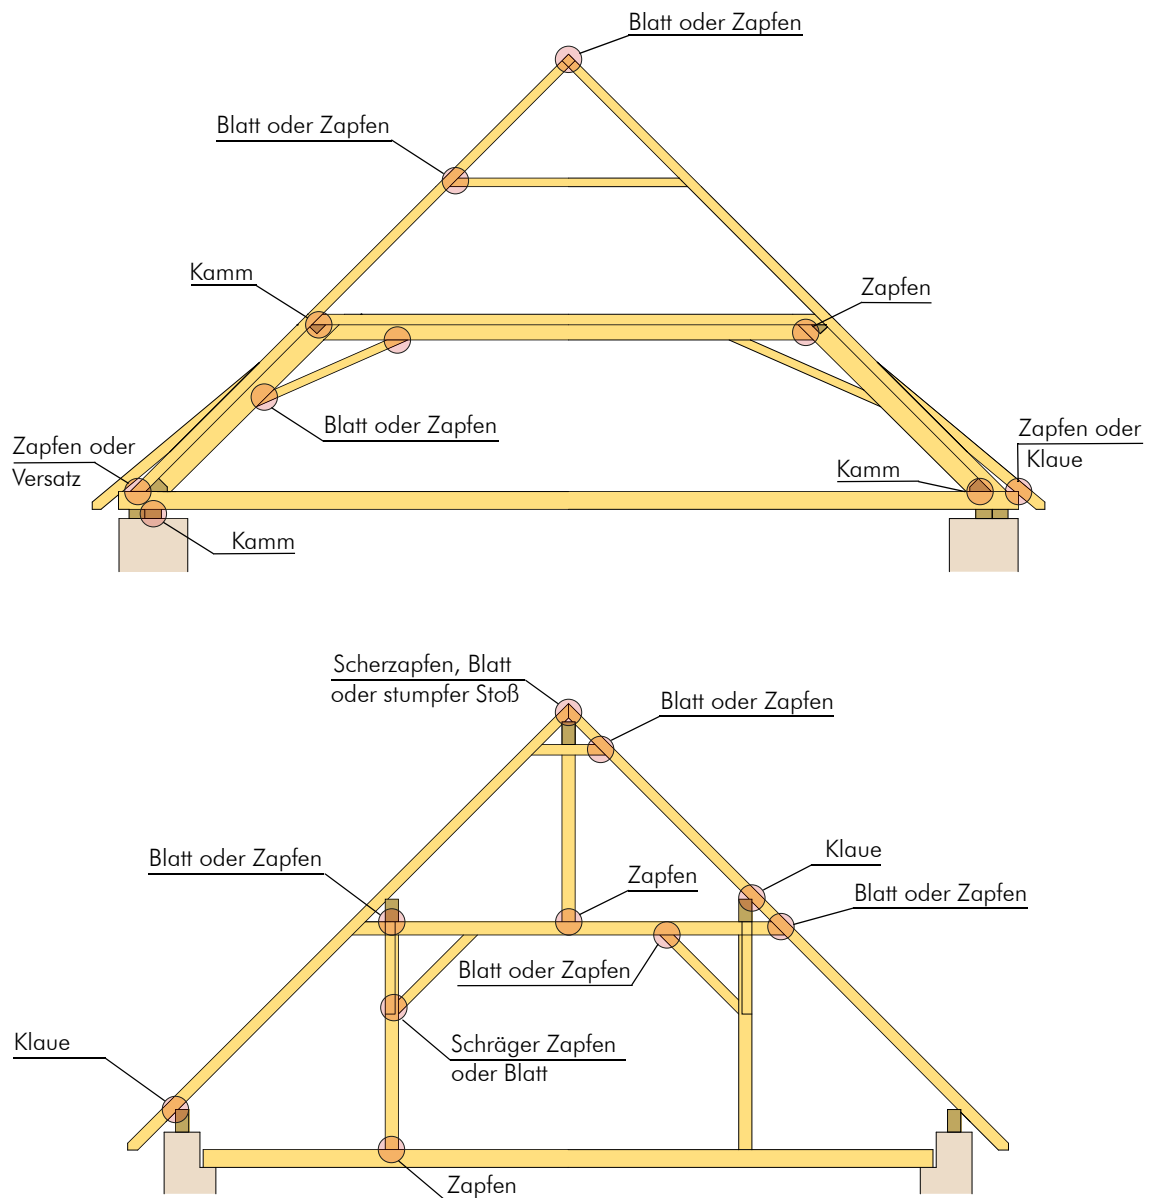 Blatt oder Zapfen
Blatt oder Zapfen
Kamm
Zapfen
Blatt oder Zapfen
Zapfen oder
Versatz
Zapfen oder
Klaue
Kamm
Kamm
Scherzapfen, Blatt
oder stumpfer Stoß
Blatt oder Zapfen
Klaue
Blatt oder Zapfen
Zapfen
Blatt oder Zapfen
Blatt oder Zapfen
Klaue
Schräger Zapfen
oder Blatt
Zapfen